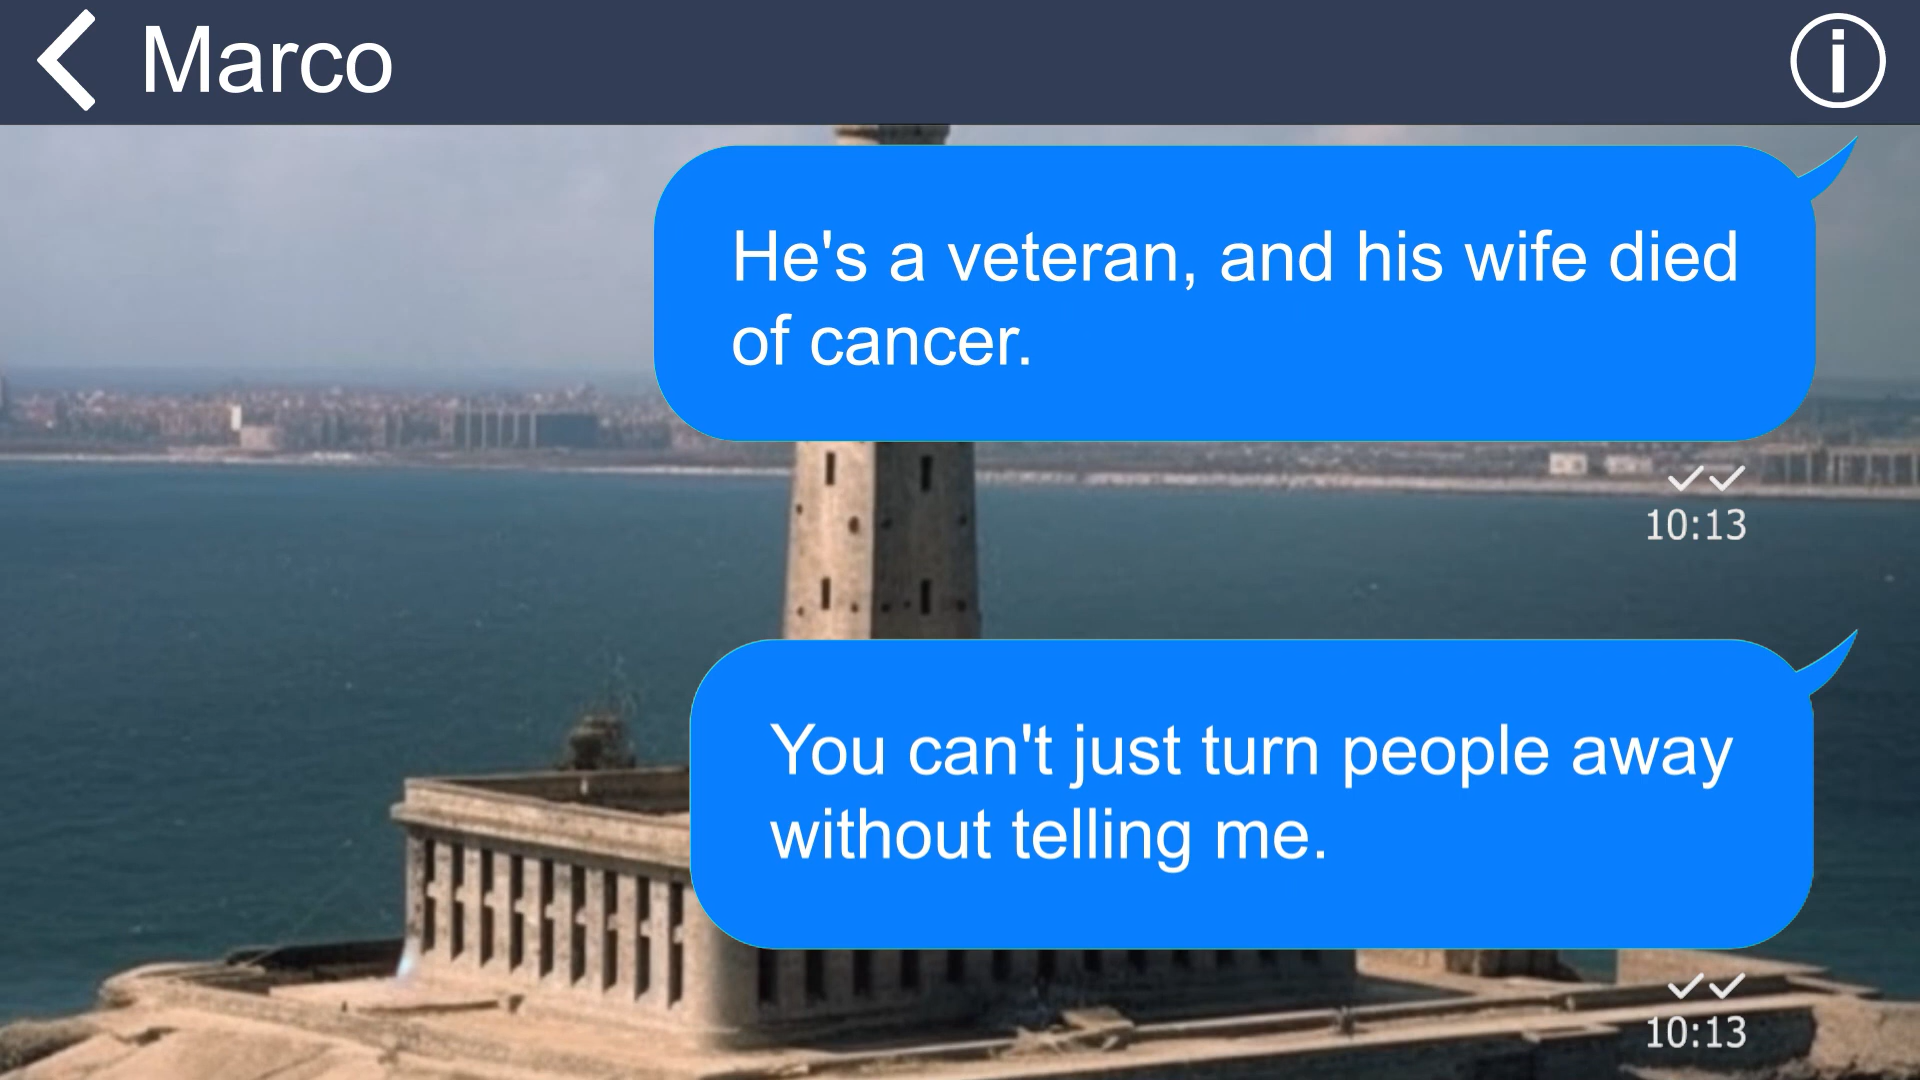 Marco
He's a veteran, and his wife died
of cancer.
10:13
You can't just turn people away
without telling me.
10:13